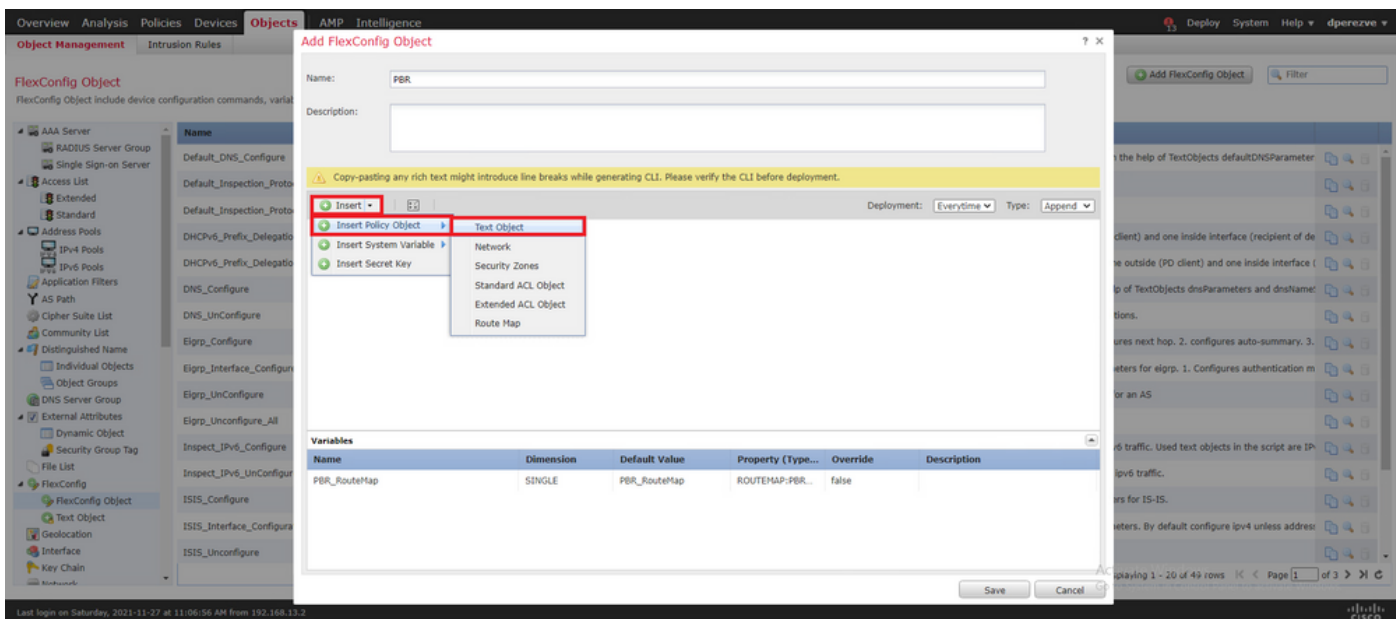 Overview Analysis Policies Devices Objects AMP Intelligence Deploy System Help dperezve
13
Object Management Intrusion Rules
Add FlexConfig Object ? ×
FlexConfig Object
FlexConfig Object include device configuration commands, variat
Add FlexConfig Object Filter
Name: PBR
Description:
Copy-pasting any rich text might introduce line breaks while generating CLI. Please verify the CLI before deployment.
Insert Deployment: Everytime Type: Append
Insert Policy Object
Insert System Variable
Insert Secret Key
Text Object
Network
Security Zones
Standard ACL Object
Extended ACL Object
Route Map
Variables
Name Dimension Default Value Property (Type... Override Description
PBR_RouteMap SINGLE PBR_RouteMap ROUTEMAP:PBR... false
Save Cancel
AAA Server
RADIUS Server Group
Single Sign-on Server
Access List
Extended
Standard
Address Pools
IPv4 Pools
IPv6 Pools
Application Filters
AS Path
Cipher Suite List
Community List
Distinguished Name
Individual Objects
Object Groups
DNS Server Group
External Attributes
Dynamic Object
Security Group Tag
File List
FlexConfig
FlexConfig Object
Text Object
Geolocation
Interface
Key Chain
Network
Name
Default_DNS_Configure
Default_Inspection_Proto
Default_Inspection_Proto
DHCPv6_Prefix_Delegatio
DHCPv6_Prefix_Delegatio
DNS_Configure
DNS_UnConfigure
Eigrp_Configure
Eigrp_Interface_Configure
Eigrp_UnConfigure
Eigrp_Unconfigure_All
Inspect_IPv6_Configure
Inspect_IPv6_UnConfigur
ISIS_Configure
ISIS_Interface_Configura
ISIS_Unconfigure
the help of TextObjects defaultDNSParameter
client) and one inside interface (recipient of de
e outside (PD client) and one inside interface (
lp of TextObjects dnsParameters and dnsName
tions.
ures next hop. 2. configures auto-summary. 3.
eters for eigrp. 1. Configures authentication m
or an AS
v6 traffic. Used text objects in the script are IP
ipv6 traffic.
ers for IS-IS.
eters. By default configure ipv4 unless address
Displaying 1 - 20 of 49 rows Page 1 of 3
Last login on Saturday, 2021-11-27 at 11:06:56 AM from 192.168.13.2
cisco